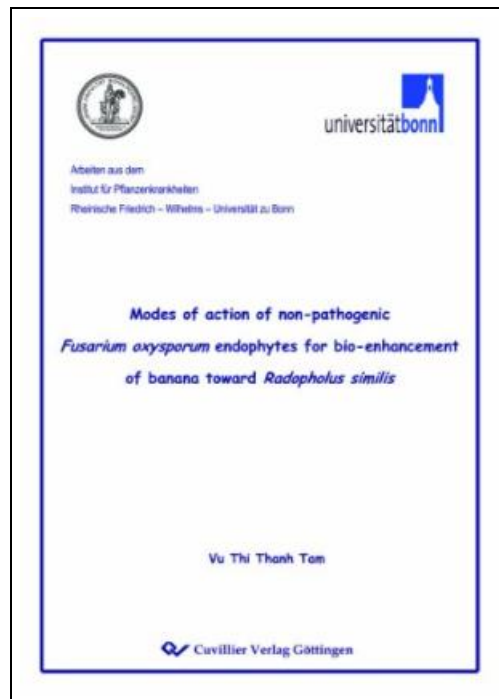 universitätbonn
Arbeiten aus dem
Institut für Pflanzenkrankheiten
Rheinische Friedrich – Wilhelms – Universität zu Bonn
Modes of action of non-pathogenic
Fusarium oxysporum endophytes for bio-enhancement
of banana toward Radopholus similis
Vu Thi Thanh Tam
Cuvillier Verlag Göttingen